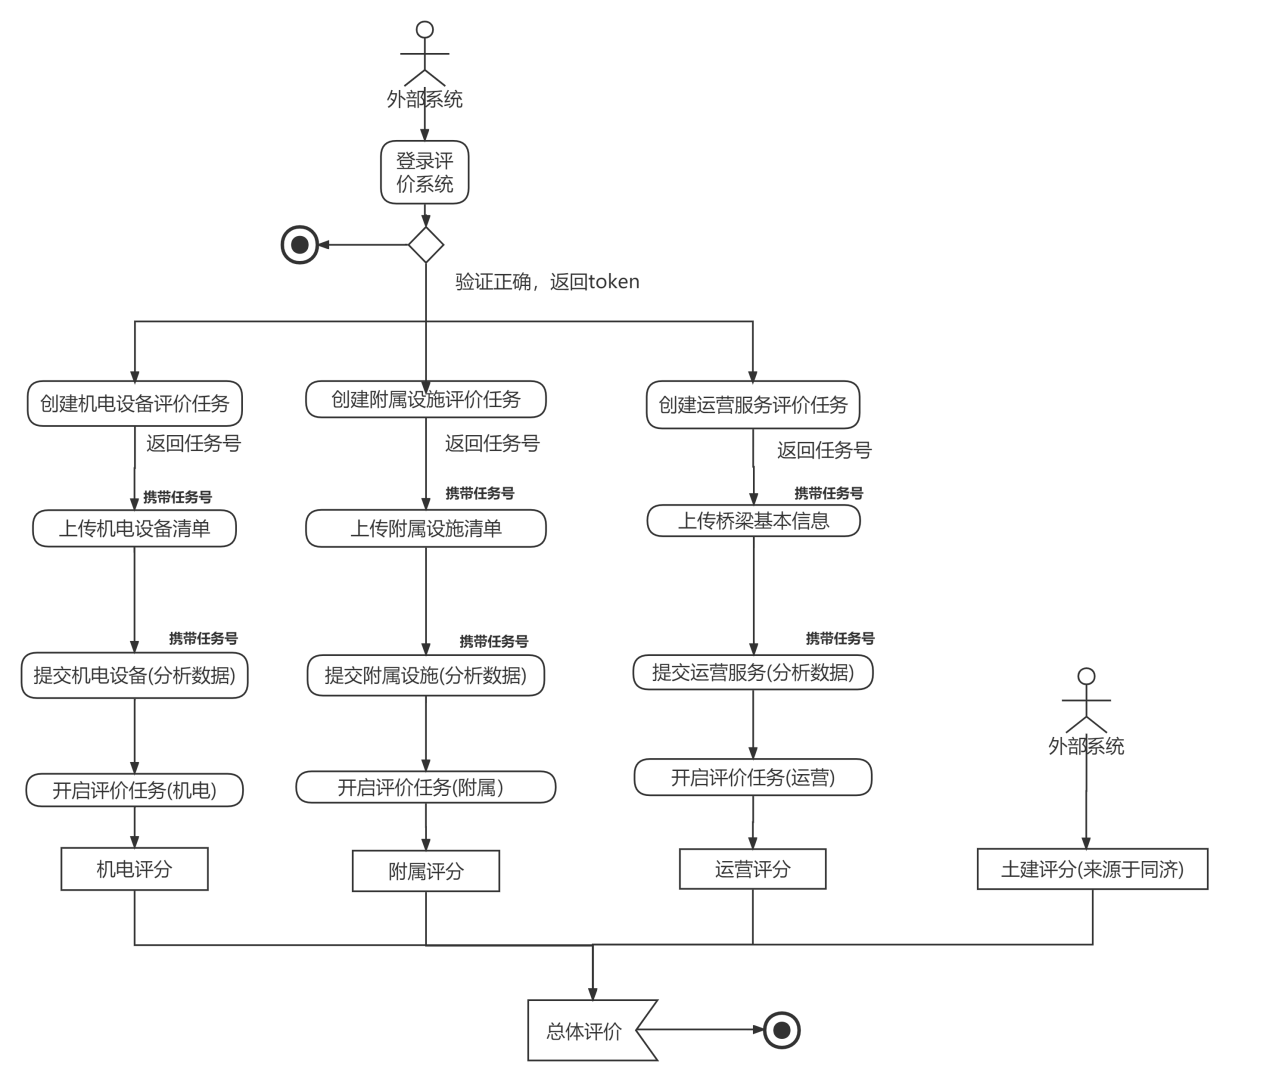 外部系统
登录评
价系统
验证正确，返回token
创建机电设备评价任务
创建附属设施评价任务
创建运营服务评价任务
返回任务号
返回任务号
返回任务号
携带任务号
携带任务号
携带任务号
上传机电设备清单
上传附属设施清单
上传桥梁基本信息
携带任务号
携带任务号
携带任务号
提交机电设备(分析数据)
提交附属设施(分析数据)
提交运营服务(分析数据)
外部系统
开启评价任务(机电)
开启评价任务(附属)
开启评价任务(运营)
机电评分
附属评分
运营评分
土建评分(来源于同济)
总体评价